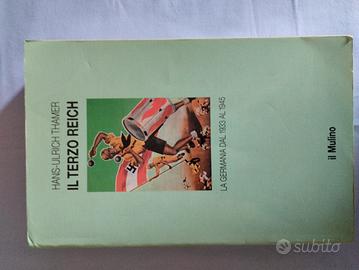 HANS-ULRICH THAMER
IL TERZO REICH
LA GERMANIA DAL 1933 AL 1945
il Mulino
subito